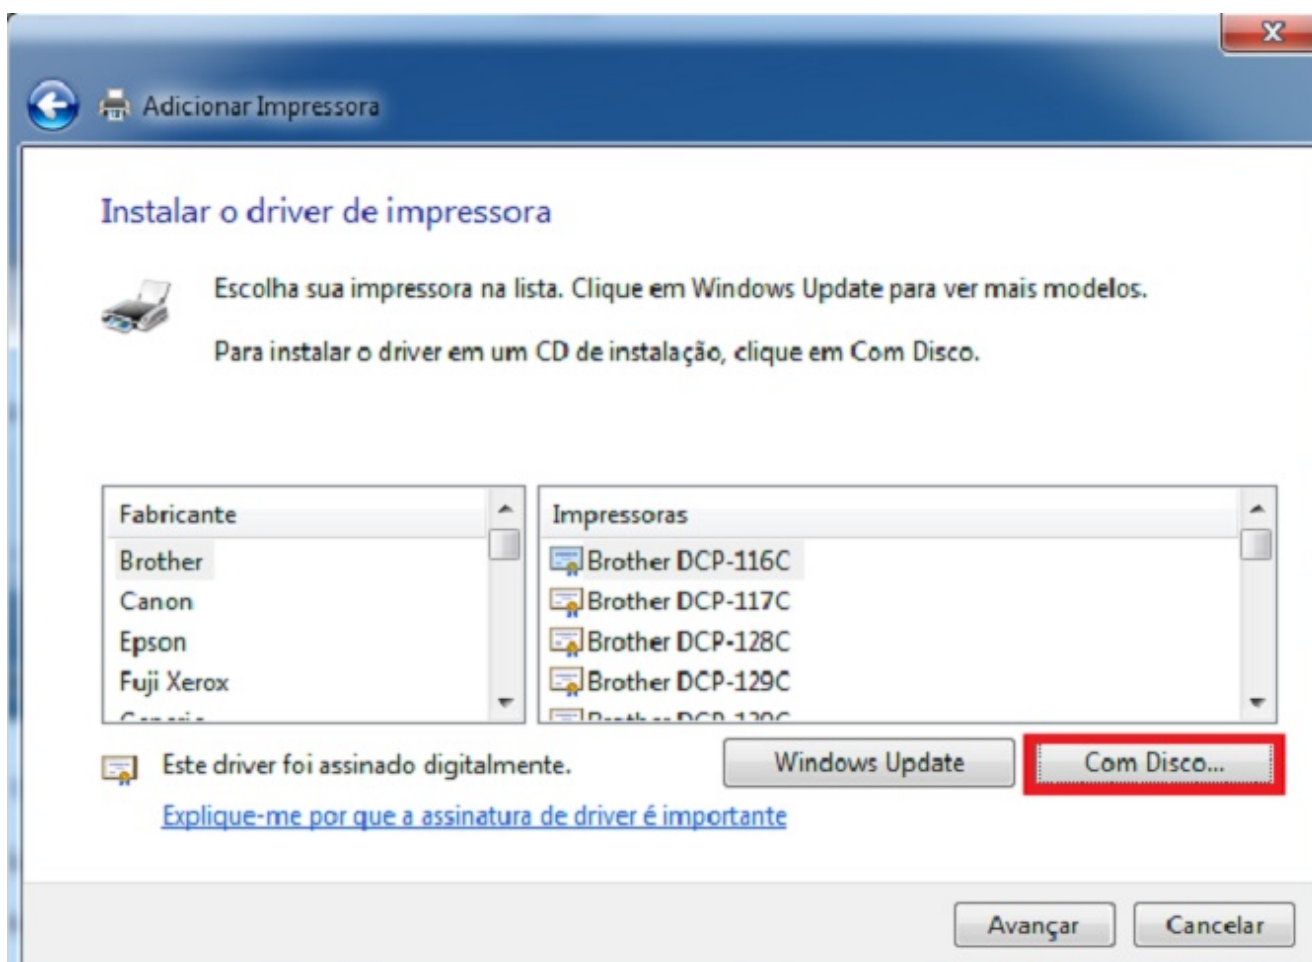 Adicionar Impressora
Instalar o driver de impressora
Escolha sua impressora na lista. Clique em Windows Update para ver mais modelos.
Para instalar o driver em um CD de instalação, clique em Com Disco.
Fabricante
Brother
Canon
Epson
Fuji Xerox
Impressoras
Brother DCP-116C
Brother DCP-117C
Brother DCP-128C
Brother DCP-129C
Este driver foi assinado digitalmente.
Windows Update
Com Disco...
Explique-me por que a assinatura de driver é importante
Avançar
Cancelar